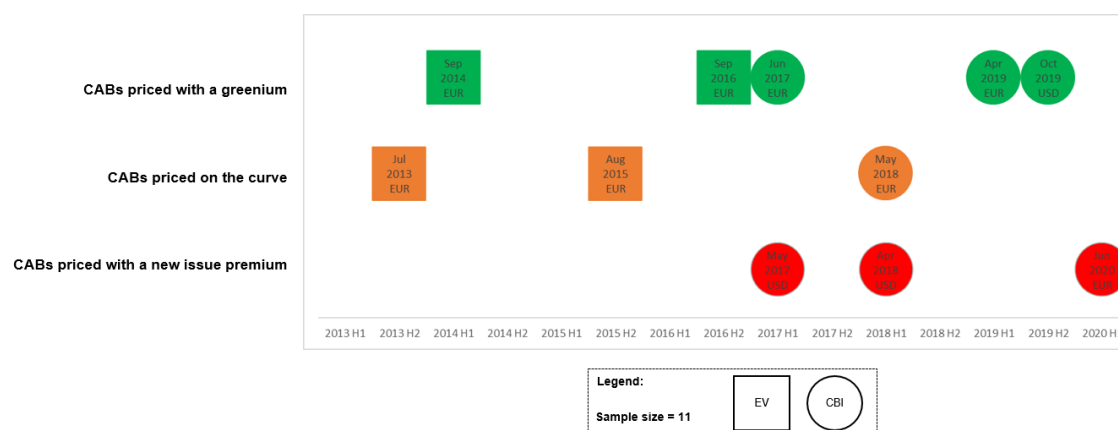 CABs priced with a greenium
Sep
2014
EUR
Sep
2016
EUR
Jun
2017
EUR
Apr
2019
EUR
Oct
2019
USD
CABs priced on the curve
Jul
2013
EUR
Aug
2015
EUR
May
2018
EUR
CABs priced with a new issue premium
May
2017
USD
Apr
2018
USD
Jun
2020
EUR
2013 H1 2013 H2 2014 H1 2014 H2 2015 H1 2015 H2 2016 H1 2016 H2 2017 H1 2017 H2 2018 H1 2018 H2 2019 H1 2019 H2 2020 H
Legend:
EV
CBI
Sample size = 11